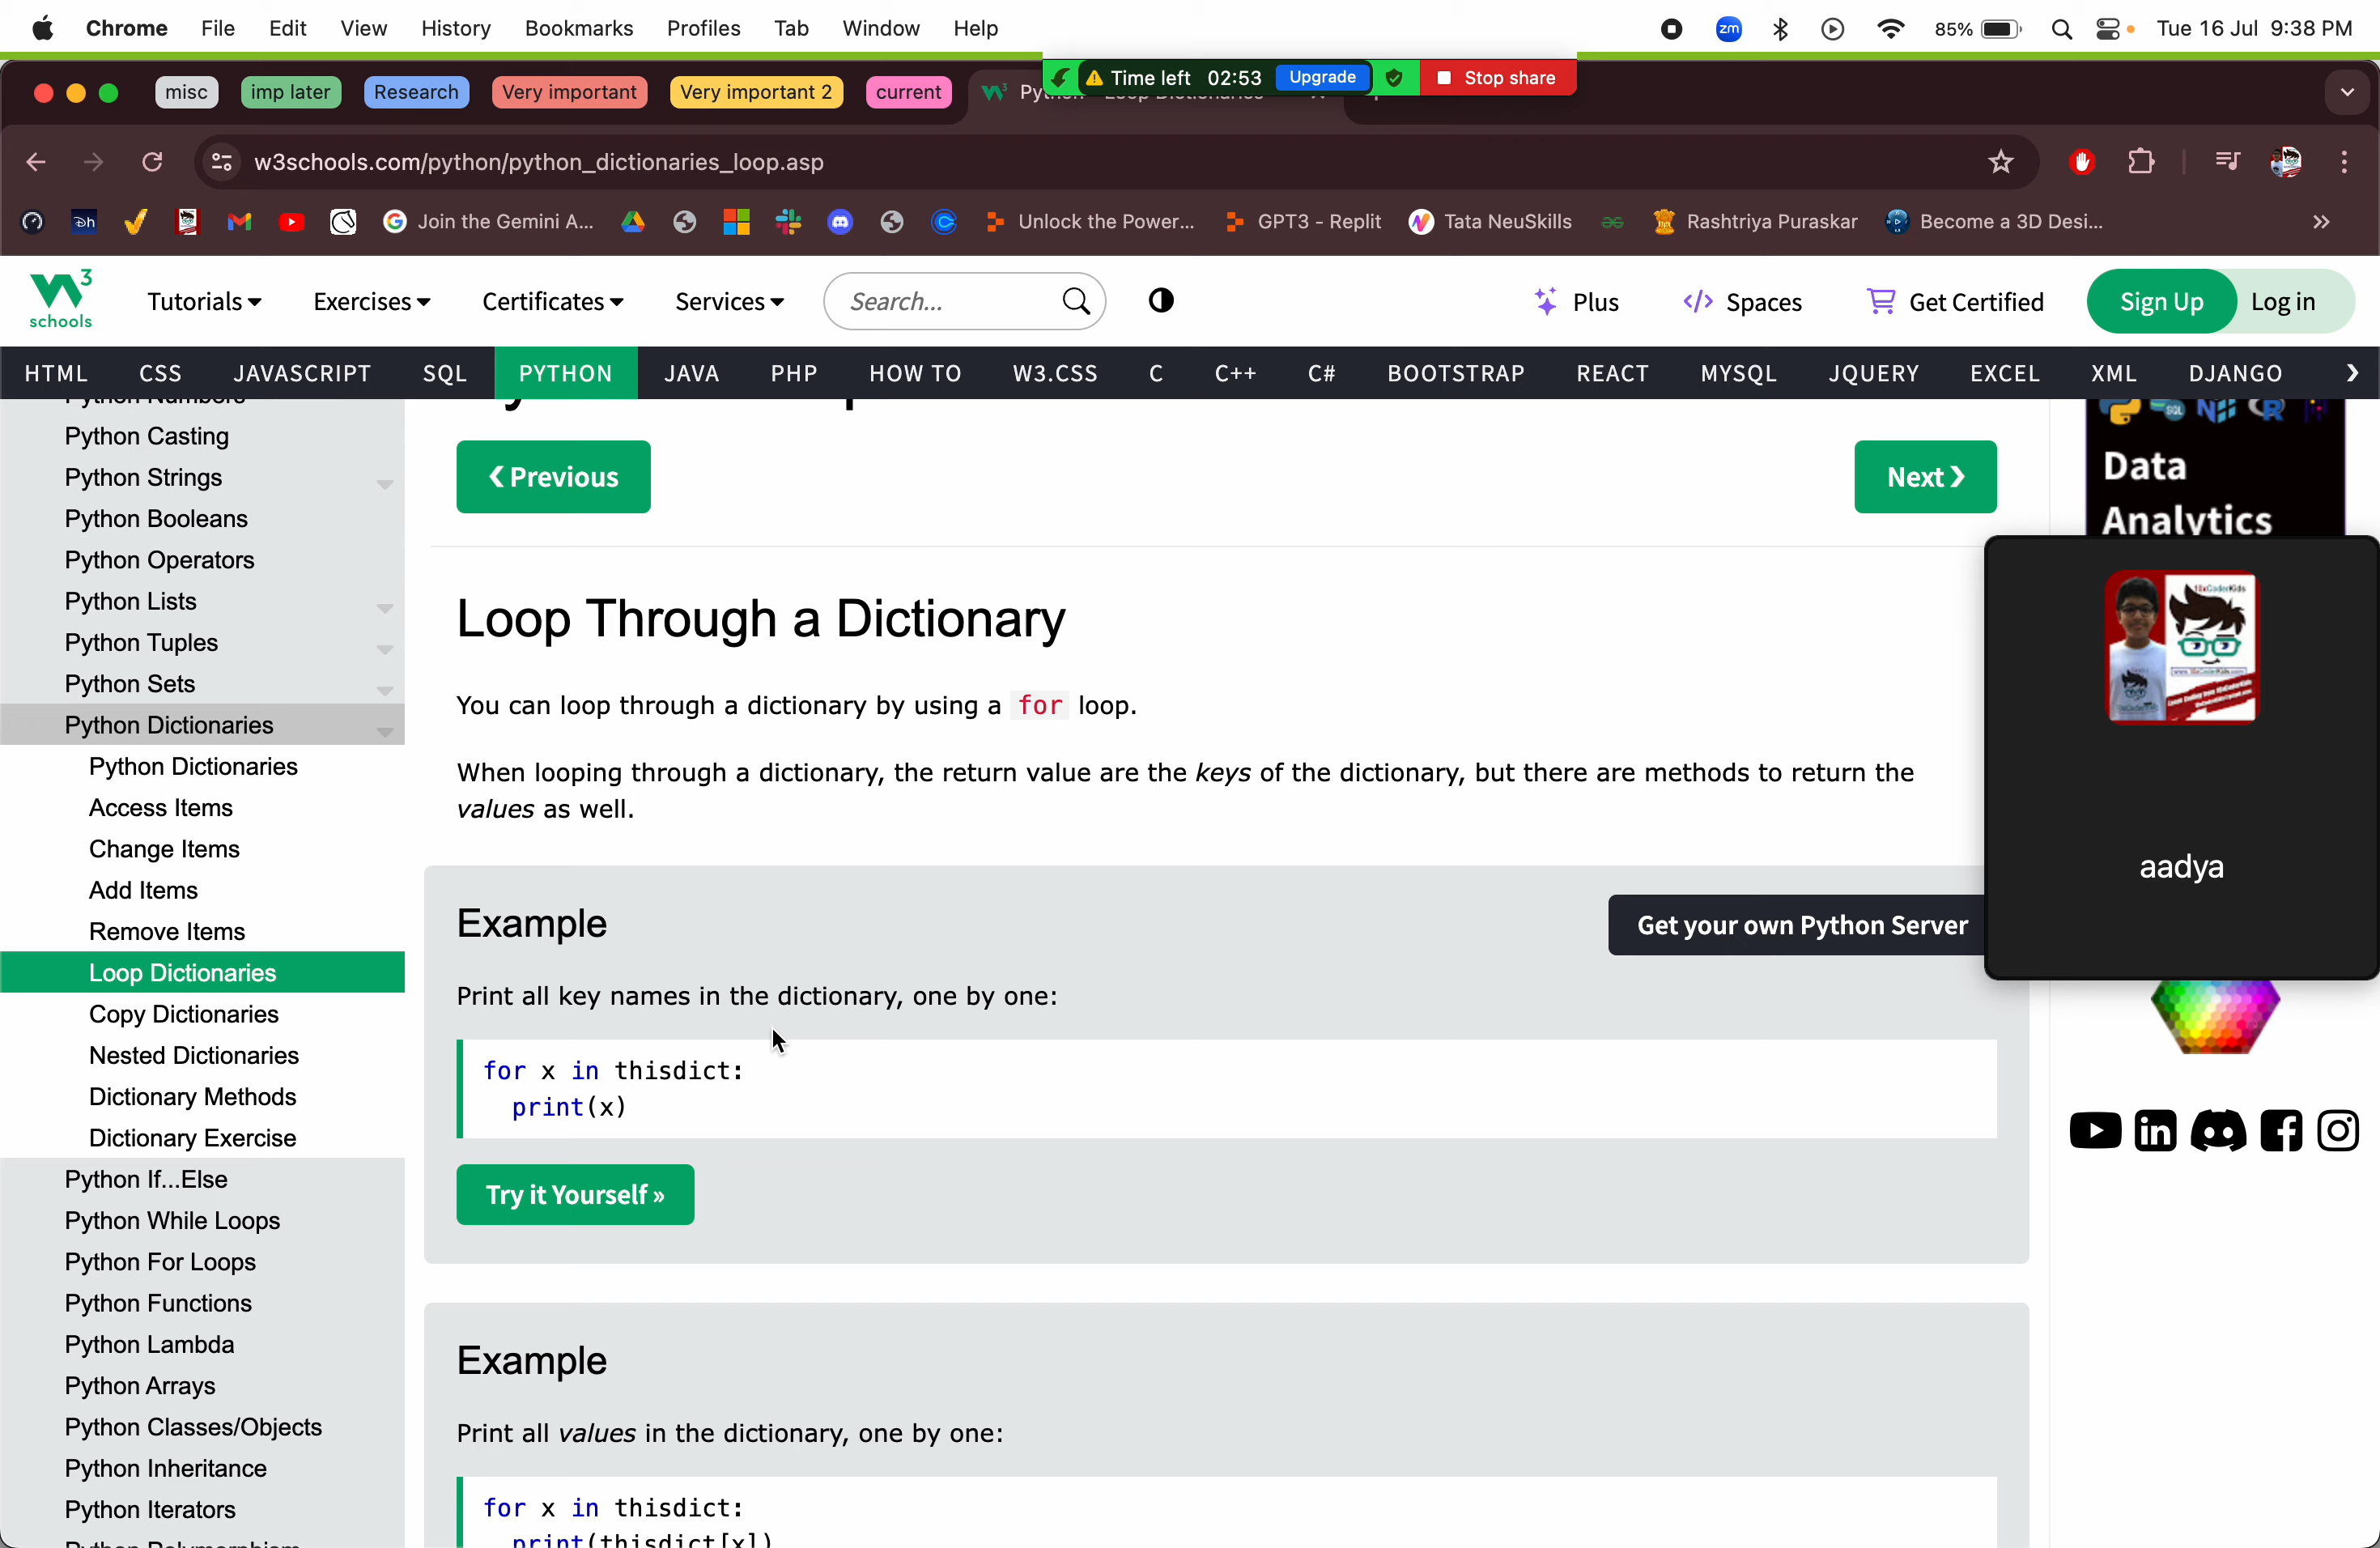 Chrome File Edit View History Bookmarks Profiles Tab Window Help zm 85% Tue 16 Jul 9:38 PM
misc imp later Research Very important Very important 2 current
Time left 02:53 Upgrade Stop share
w3schools.com/python/python_dictionaries_loop.asp
Join the Gemini A... Unlock the Power... GPT3 - Replit Tata NeuSkills Rashtriya Puraskar Become a 3D Desi...
W3 schools
Tutorials Exercises Certificates Services Search... Plus Spaces Get Certified Sign Up Log in
HTML CSS JAVASCRIPT SQL PYTHON JAVA PHP HOW TO W3.CSS C C++ C# BOOTSTRAP REACT MYSQL JQUERY EXCEL XML DJANGO
Python Numbers
Python Casting
Python Strings
Python Booleans
Python Operators
Python Lists
Python Tuples
Python Sets
Python Dictionaries
Python Dictionaries
Access Items
Change Items
Add Items
Remove Items
Loop Dictionaries
Copy Dictionaries
Nested Dictionaries
Dictionary Methods
Dictionary Exercise
Python If...Else
Python While Loops
Python For Loops
Python Functions
Python Lambda
Python Arrays
Python Classes/Objects
Python Inheritance
Python Iterators
Python Polymorphism
❮ Previous
Next ❯
Loop Through a Dictionary
You can loop through a dictionary by using a for loop.
When looping through a dictionary, the return value are the keys of the dictionary, but there are methods to return the
values as well.
Example
Get your own Python Server
Print all key names in the dictionary, one by one:
for x in thisdict:
print(x)
Try it Yourself »
Example
Print all values in the dictionary, one by one:
for x in thisdict:
print(thisdict[x])
Data
Analytics
aadya